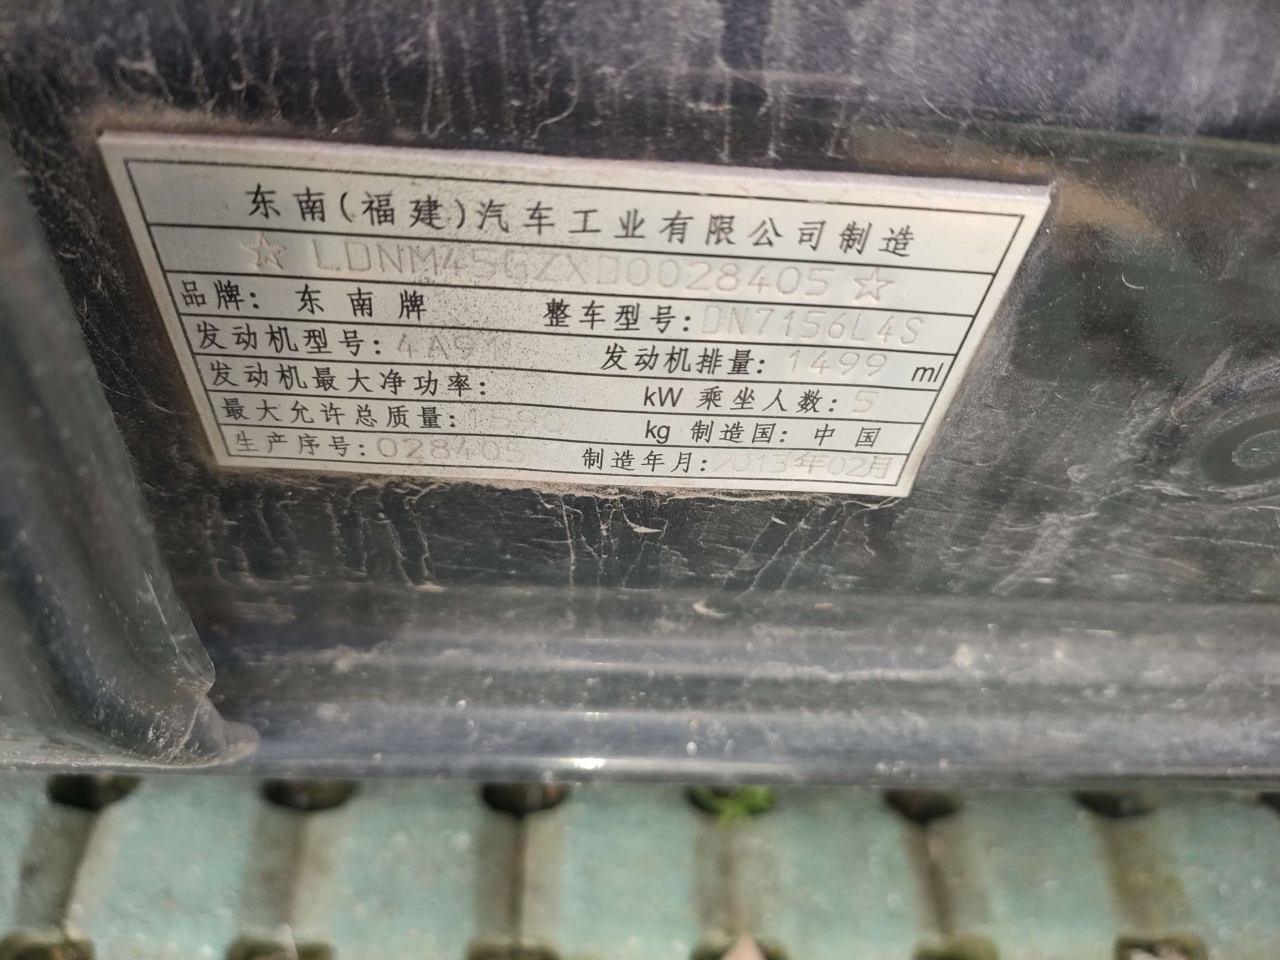 东南(福建)汽车工业有限公司制造
☆LDNM45GZXD0028405☆
品牌: 东南牌 整车型号:DN7156L4S
发动机型号:4A91 发动机排量:1499 ml
发动机最大净功率: kW 乘坐人数:5
最大允许总质量:1590 kg 制造国:中国
生产序号:028405 制造年月:2013年02月